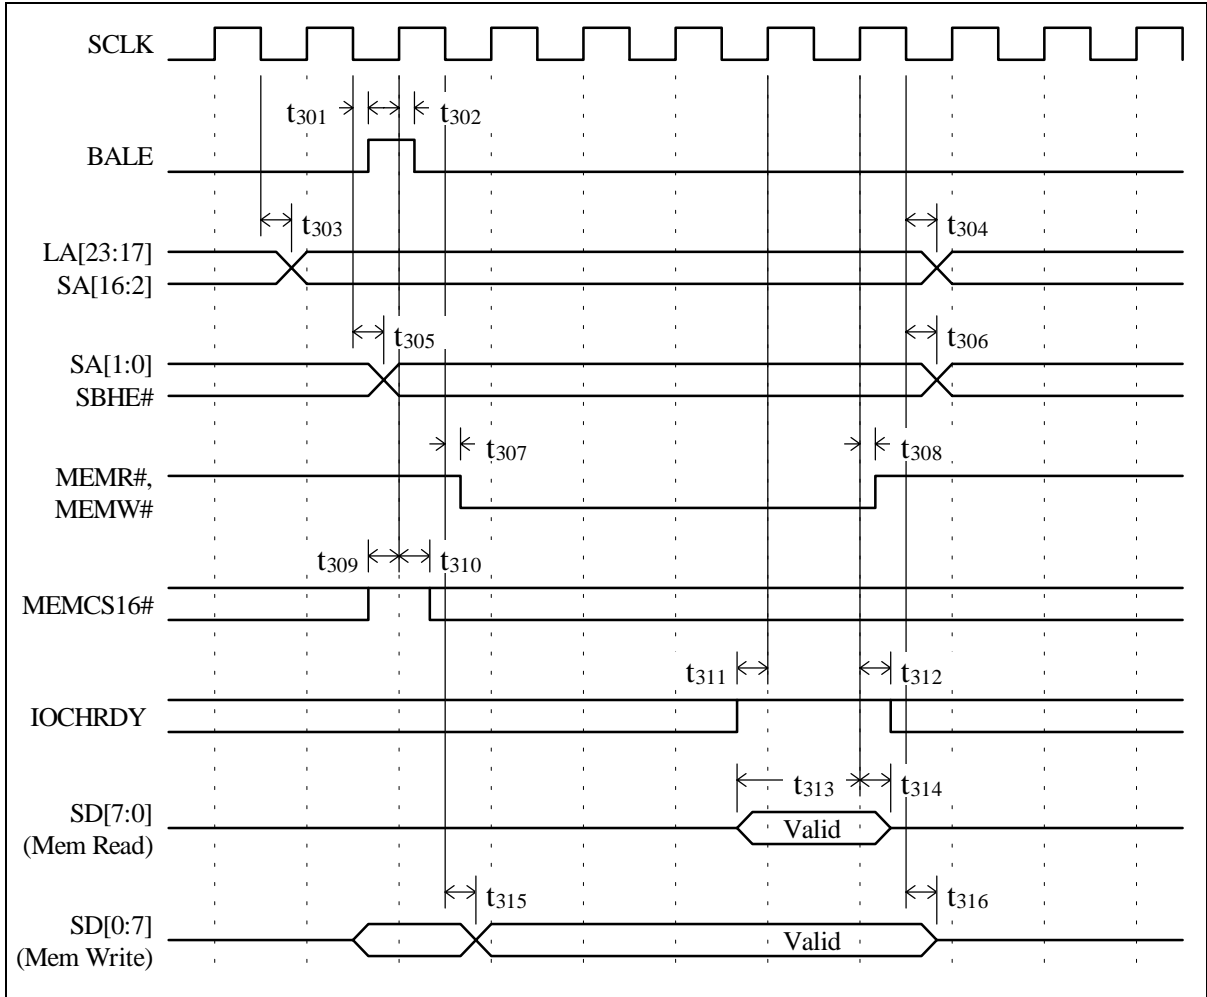 SCLK
t301
t302
BALE
t303
t304
LA[23:17]
SA[16:2]
t305
t306
SA[1:0]
SBHE#
t307
t308
MEMR#,
MEMW#
t309
t310
MEMCS16#
t311
t312
IOCHRDY
t313
t314
SD[7:0]
(Mem Read)
Valid
t315
t316
SD[0:7]
(Mem Write)
Valid